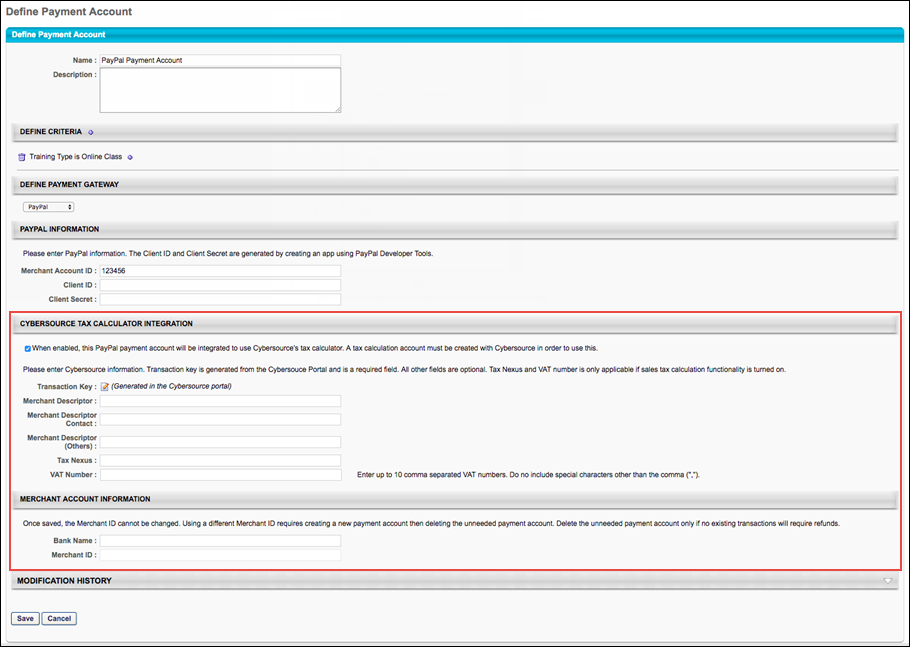 Define Payment Account
Define Payment Account
Name : PayPal Payment Account
Description :
DEFINE CRITERIA
Training Type is Online Class
DEFINE PAYMENT GATEWAY
PayPal
PAYPAL INFORMATION
Please enter PayPal information. The Client ID and Client Secret are generated by creating an app using PayPal Developer Tools.
Merchant Account ID : 123456
Client ID :
Client Secret :
CYBERSOURCE TAX CALCULATOR INTEGRATION
When enabled, this PayPal payment account will be integrated to use Cybersource's tax calculator. A tax calculation account must be created with Cybersource in order to use this.
Please enter Cybersource information. Transaction key is generated from the Cybersouce Portal and is a required field. All other fields are optional. Tax Nexus and VAT number is only applicable if sales tax calculation functionality is turned on.
Transaction Key : (Generated in the Cybersource portal)
Merchant Descriptor :
Merchant Descriptor
Contact :
Merchant Descriptor
(Others) :
Tax Nexus :
VAT Number : Enter up to 10 comma separated VAT numbers. Do no include special characters other than the comma (",").
MERCHANT ACCOUNT INFORMATION
Once saved, the Merchant ID cannot be changed. Using a different Merchant ID requires creating a new payment account then deleting the unneeded payment account. Delete the unneeded payment account only if no existing transactions will require refunds.
Bank Name :
Merchant ID :
MODIFICATION HISTORY
Save Cancel